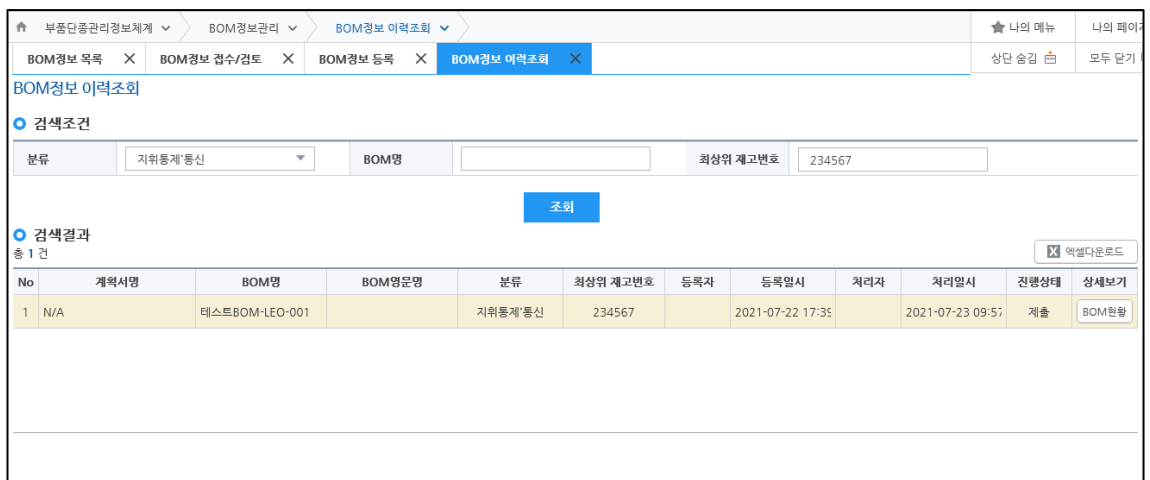 부품단종관리정보체계 BOM정보관리 BOM정보 이력조회 나의 메뉴 나의 페이지
BOM정보 목록 BOM정보 접수/검토 BOM정보 등록 BOM정보 이력조회 상단 숨김 모두 닫기
BOM정보 이력조회
검색조건
분류 지휘통제˙통신 BOM명 최상위 재고번호 234567
조회
검색결과
총 1 건 엑셀다운로드
No 계획서명 BOM명 BOM영문명 분류 최상위 재고번호 등록자 등록일시 처리자 처리일시 진행상태 상세보기
1 N/A 테스트BOM-LEO-001 지휘통제˙통신 234567 2021-07-22 17:39 2021-07-23 09:57 제출 BOM현황